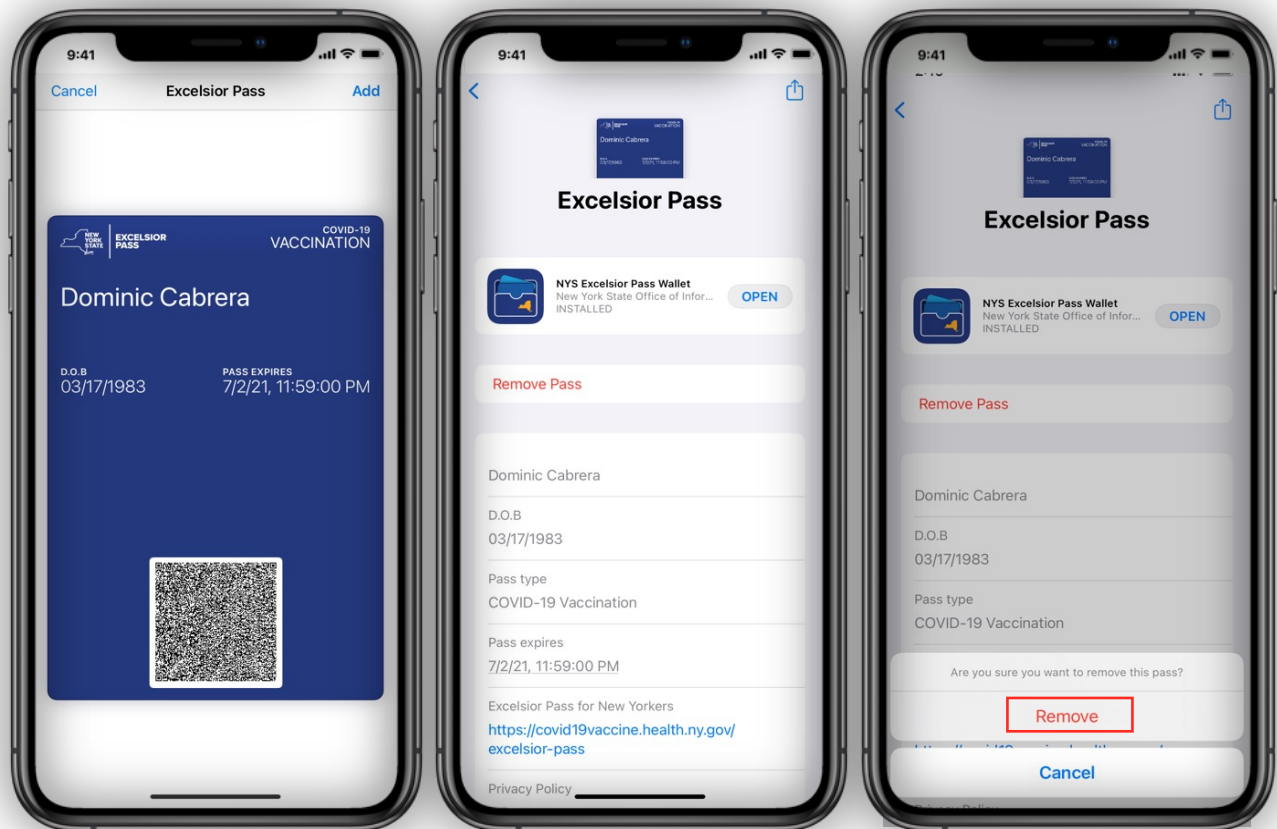 9:41
Cancel
Excelsior Pass
Add
NEW
YORK
STATE
EXCELSIOR
PASS
COVID-19
VACCINATION
Dominic Cabrera
D.O.B
03/17/1983
PASS EXPIRES
7/2/21, 11:59:00 PM
9:41
Dominic Cabrera
Excelsior Pass
NYS Excelsior Pass Wallet
New York State Office of Infor...
INSTALLED
OPEN
Remove Pass
Dominic Cabrera
D.O.B
03/17/1983
Pass type
COVID-19 Vaccination
Pass expires
7/2/21, 11:59:00 PM
Excelsior Pass for New Yorkers
https://covid19vaccine.health.ny.gov/
excelsior-pass
Privacy Policy
9:41
Dominic Cabrera
Excelsior Pass
NYS Excelsior Pass Wallet
New York State Office of Infor...
INSTALLED
OPEN
Remove Pass
Dominic Cabrera
D.O.B
03/17/1983
Pass type
COVID-19 Vaccination
Are you sure you want to remove this pass?
Remove
Cancel